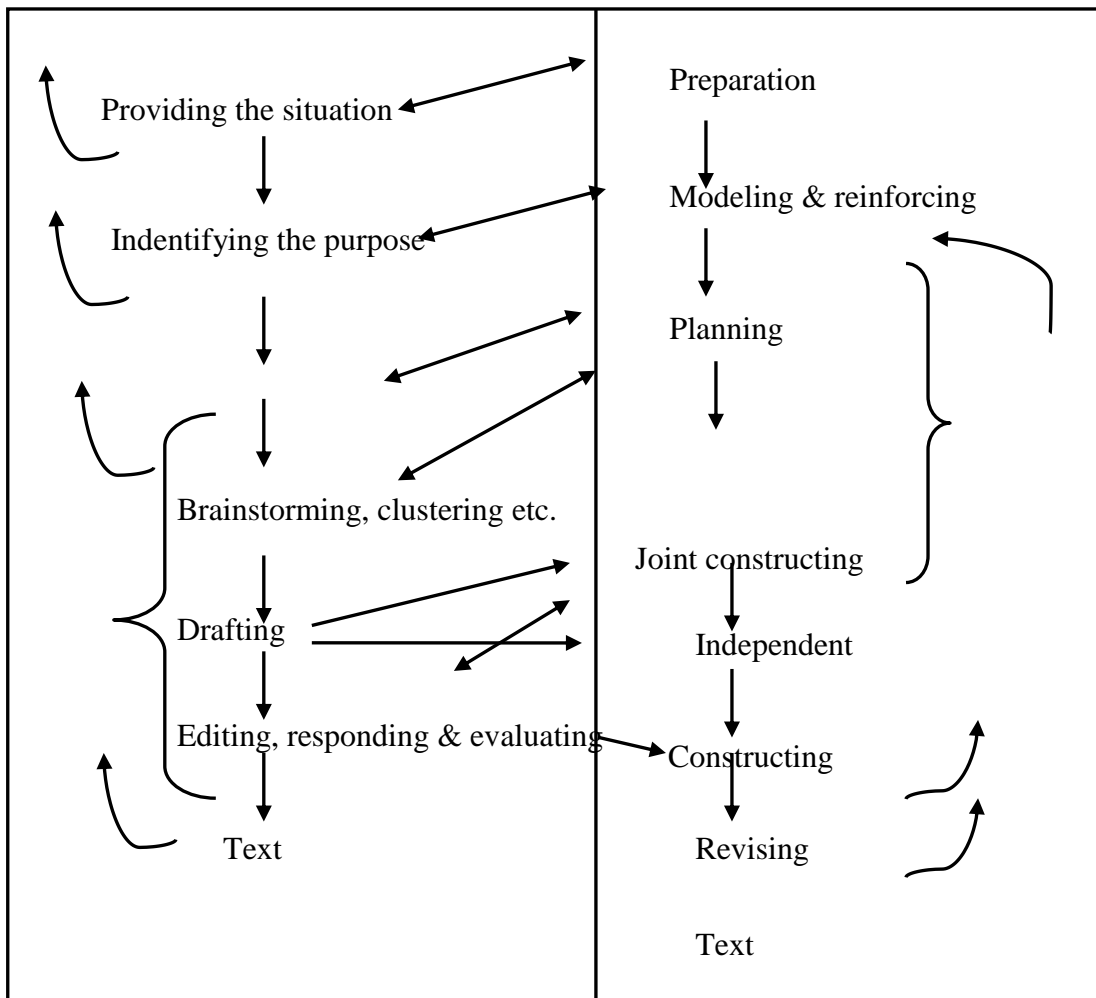 Providing the situation
Indentifying the purpose
Brainstorming, clustering etc.
Drafting
Editing, responding & evaluating
Text
Preparation
Modeling & reinforcing
Planning
Joint constructing
Independent
Constructing
Revising
Text